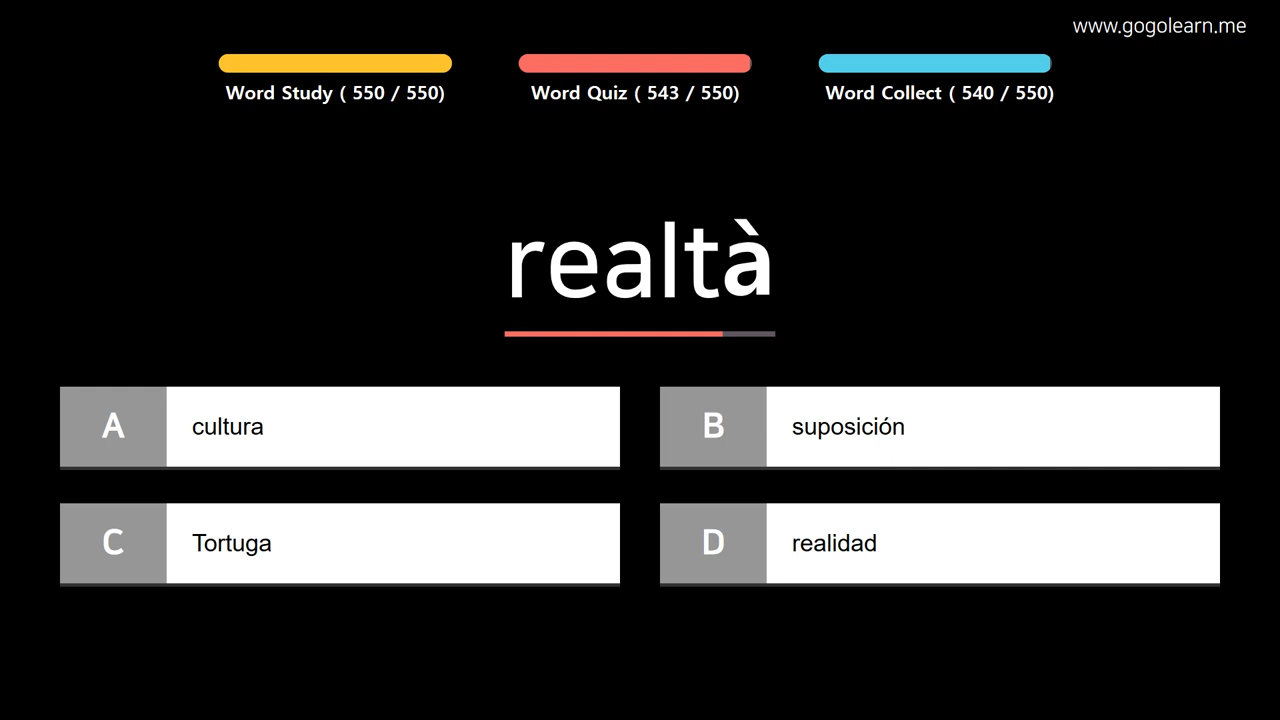 www.gogolearn.me
Word Study ( 550 / 550)
Word Quiz ( 543 / 550)
Word Collect ( 540 / 550)
realtà
A cultura
B suposición
C Tortuga
D realidad